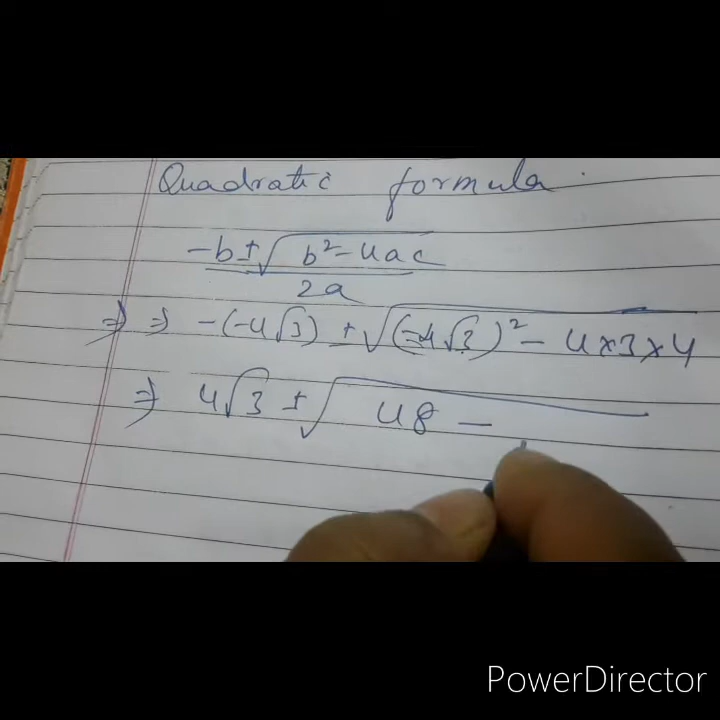 Quadratic formula
-b ± √b² - 4ac
2a
⇒ ⇒ -(-4√3) ± √(-4√3)² - 4×3×4
⇒ 4√3 ± √48 -
PowerDirector